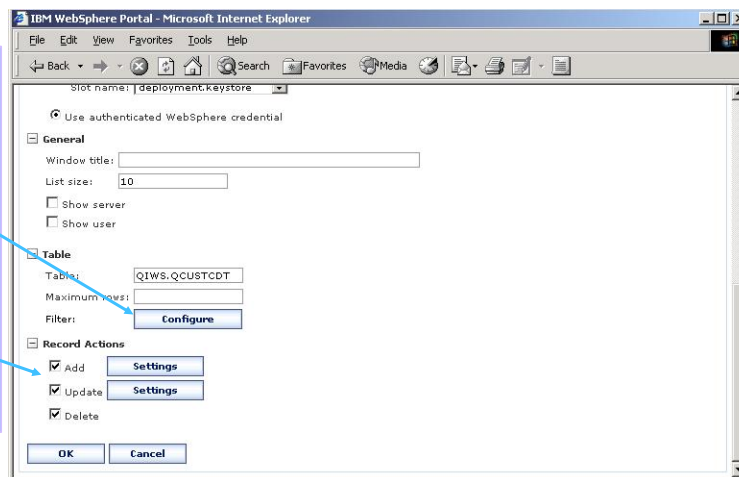 IBM WebSphere Portal - Microsoft Internet Explorer
File Edit View Favorites Tools Help
Back Search Favorites Media
Slot name: deployment.keystore
Use authenticated WebSphere credential
General
Window title:
List size: 10
Show server
Show user
Table
Table: QIWS.QCUSTCDT
Maximum rows:
Filter: Configure
Record Actions
Add Settings
Update Settings
Delete
OK Cancel